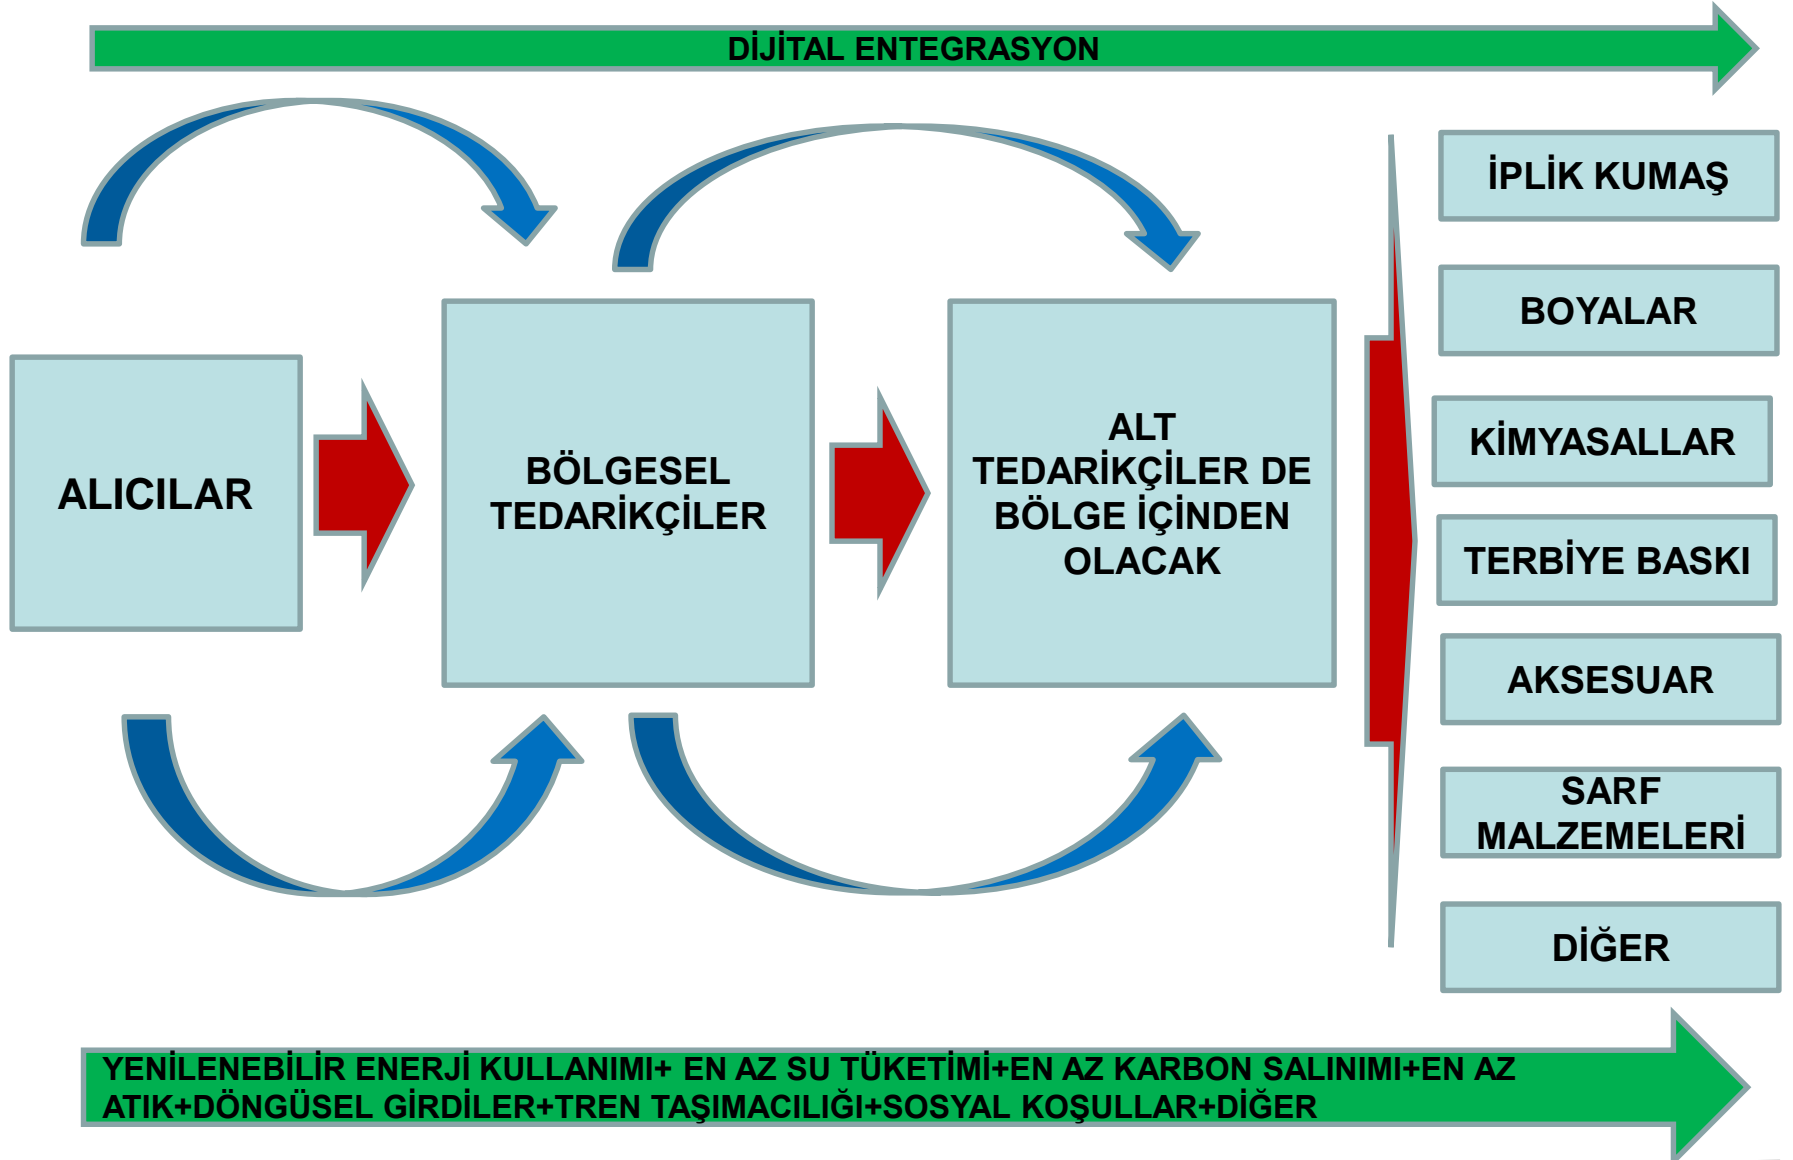 DİJİTAL ENTEGRASYON
ALICILAR
BÖLGESEL
TEDARİKÇİLER
ALT
TEDARİKÇİLER DE
BÖLGE İÇİNDEN
OLACAK
İPLİK KUMAŞ
BOYALAR
KİMYASALLAR
TERBİYE BASKI
AKSESUAR
SARF
MALZEMELERİ
DİĞER
YENİLENEBİLİR ENERJİ KULLANIMI+ EN AZ SU TÜKETİMİ+EN AZ KARBON SALINIMI+EN AZ
ATIK+DÖNGÜSEL GİRDİLER+TREN TAŞIMACILIĞI+SOSYAL KOŞULLAR+DİĞER